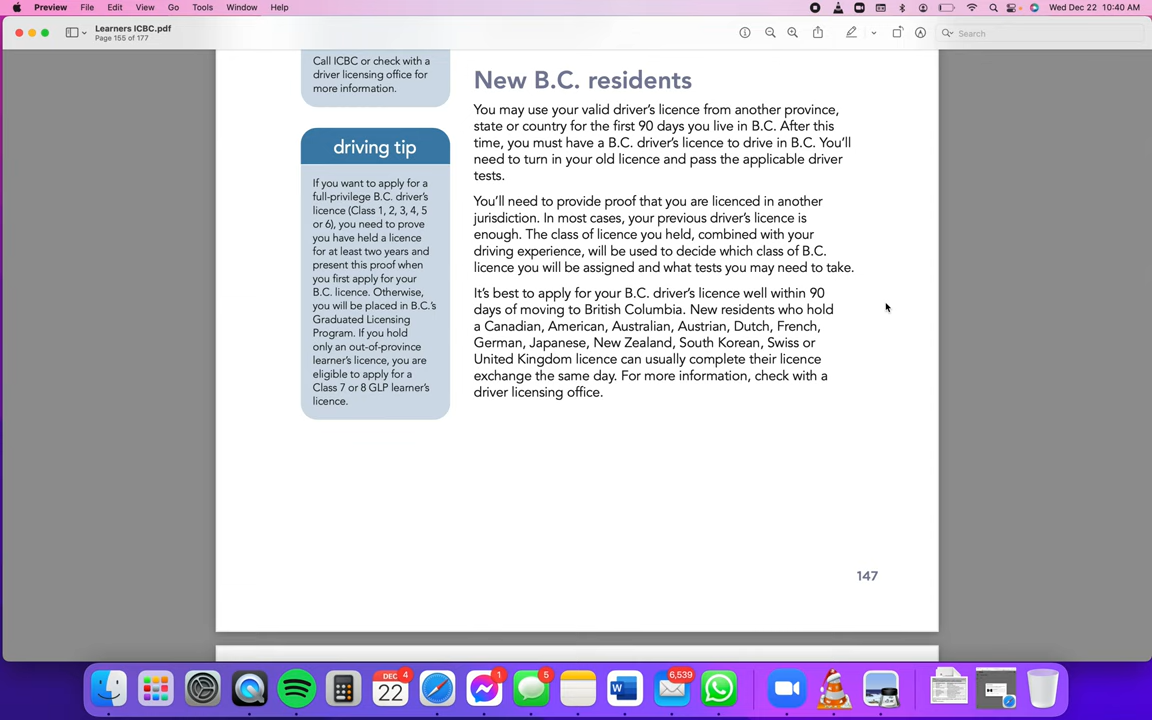 Preview File Edit View Go Tools Window Help
Wed Dec 22 10:40 AM
Learners ICBC.pdf
Page 155 of 177
Search
Call ICBC or check with a
driver licensing office for
more information.
driving tip
If you want to apply for a
full-privilege B.C. driver's
licence (Class 1, 2, 3, 4, 5
or 6), you need to prove
you have held a licence
for at least two years and
present this proof when
you first apply for your
B.C. licence. Otherwise,
you will be placed in B.C.'s
Graduated Licensing
Program. If you hold
only an out-of-province
learner's licence, you are
eligible to apply for a
Class 7 or 8 GLP learner's
licence.
New B.C. residents
You may use your valid driver's licence from another province,
state or country for the first 90 days you live in B.C. After this
time, you must have a B.C. driver's licence to drive in B.C. You'll
need to turn in your old licence and pass the applicable driver
tests.
You'll need to provide proof that you are licenced in another
jurisdiction. In most cases, your previous driver's licence is
enough. The class of licence you held, combined with your
driving experience, will be used to decide which class of B.C.
licence you will be assigned and what tests you may need to take.
It's best to apply for your B.C. driver's licence well within 90
days of moving to British Columbia. New residents who hold
a Canadian, American, Australian, Austrian, Dutch, French,
German, Japanese, New Zealand, South Korean, Swiss or
United Kingdom licence can usually complete their licence
exchange the same day. For more information, check with a
driver licensing office.
147
DEC 4
22
1
5
W
6,539